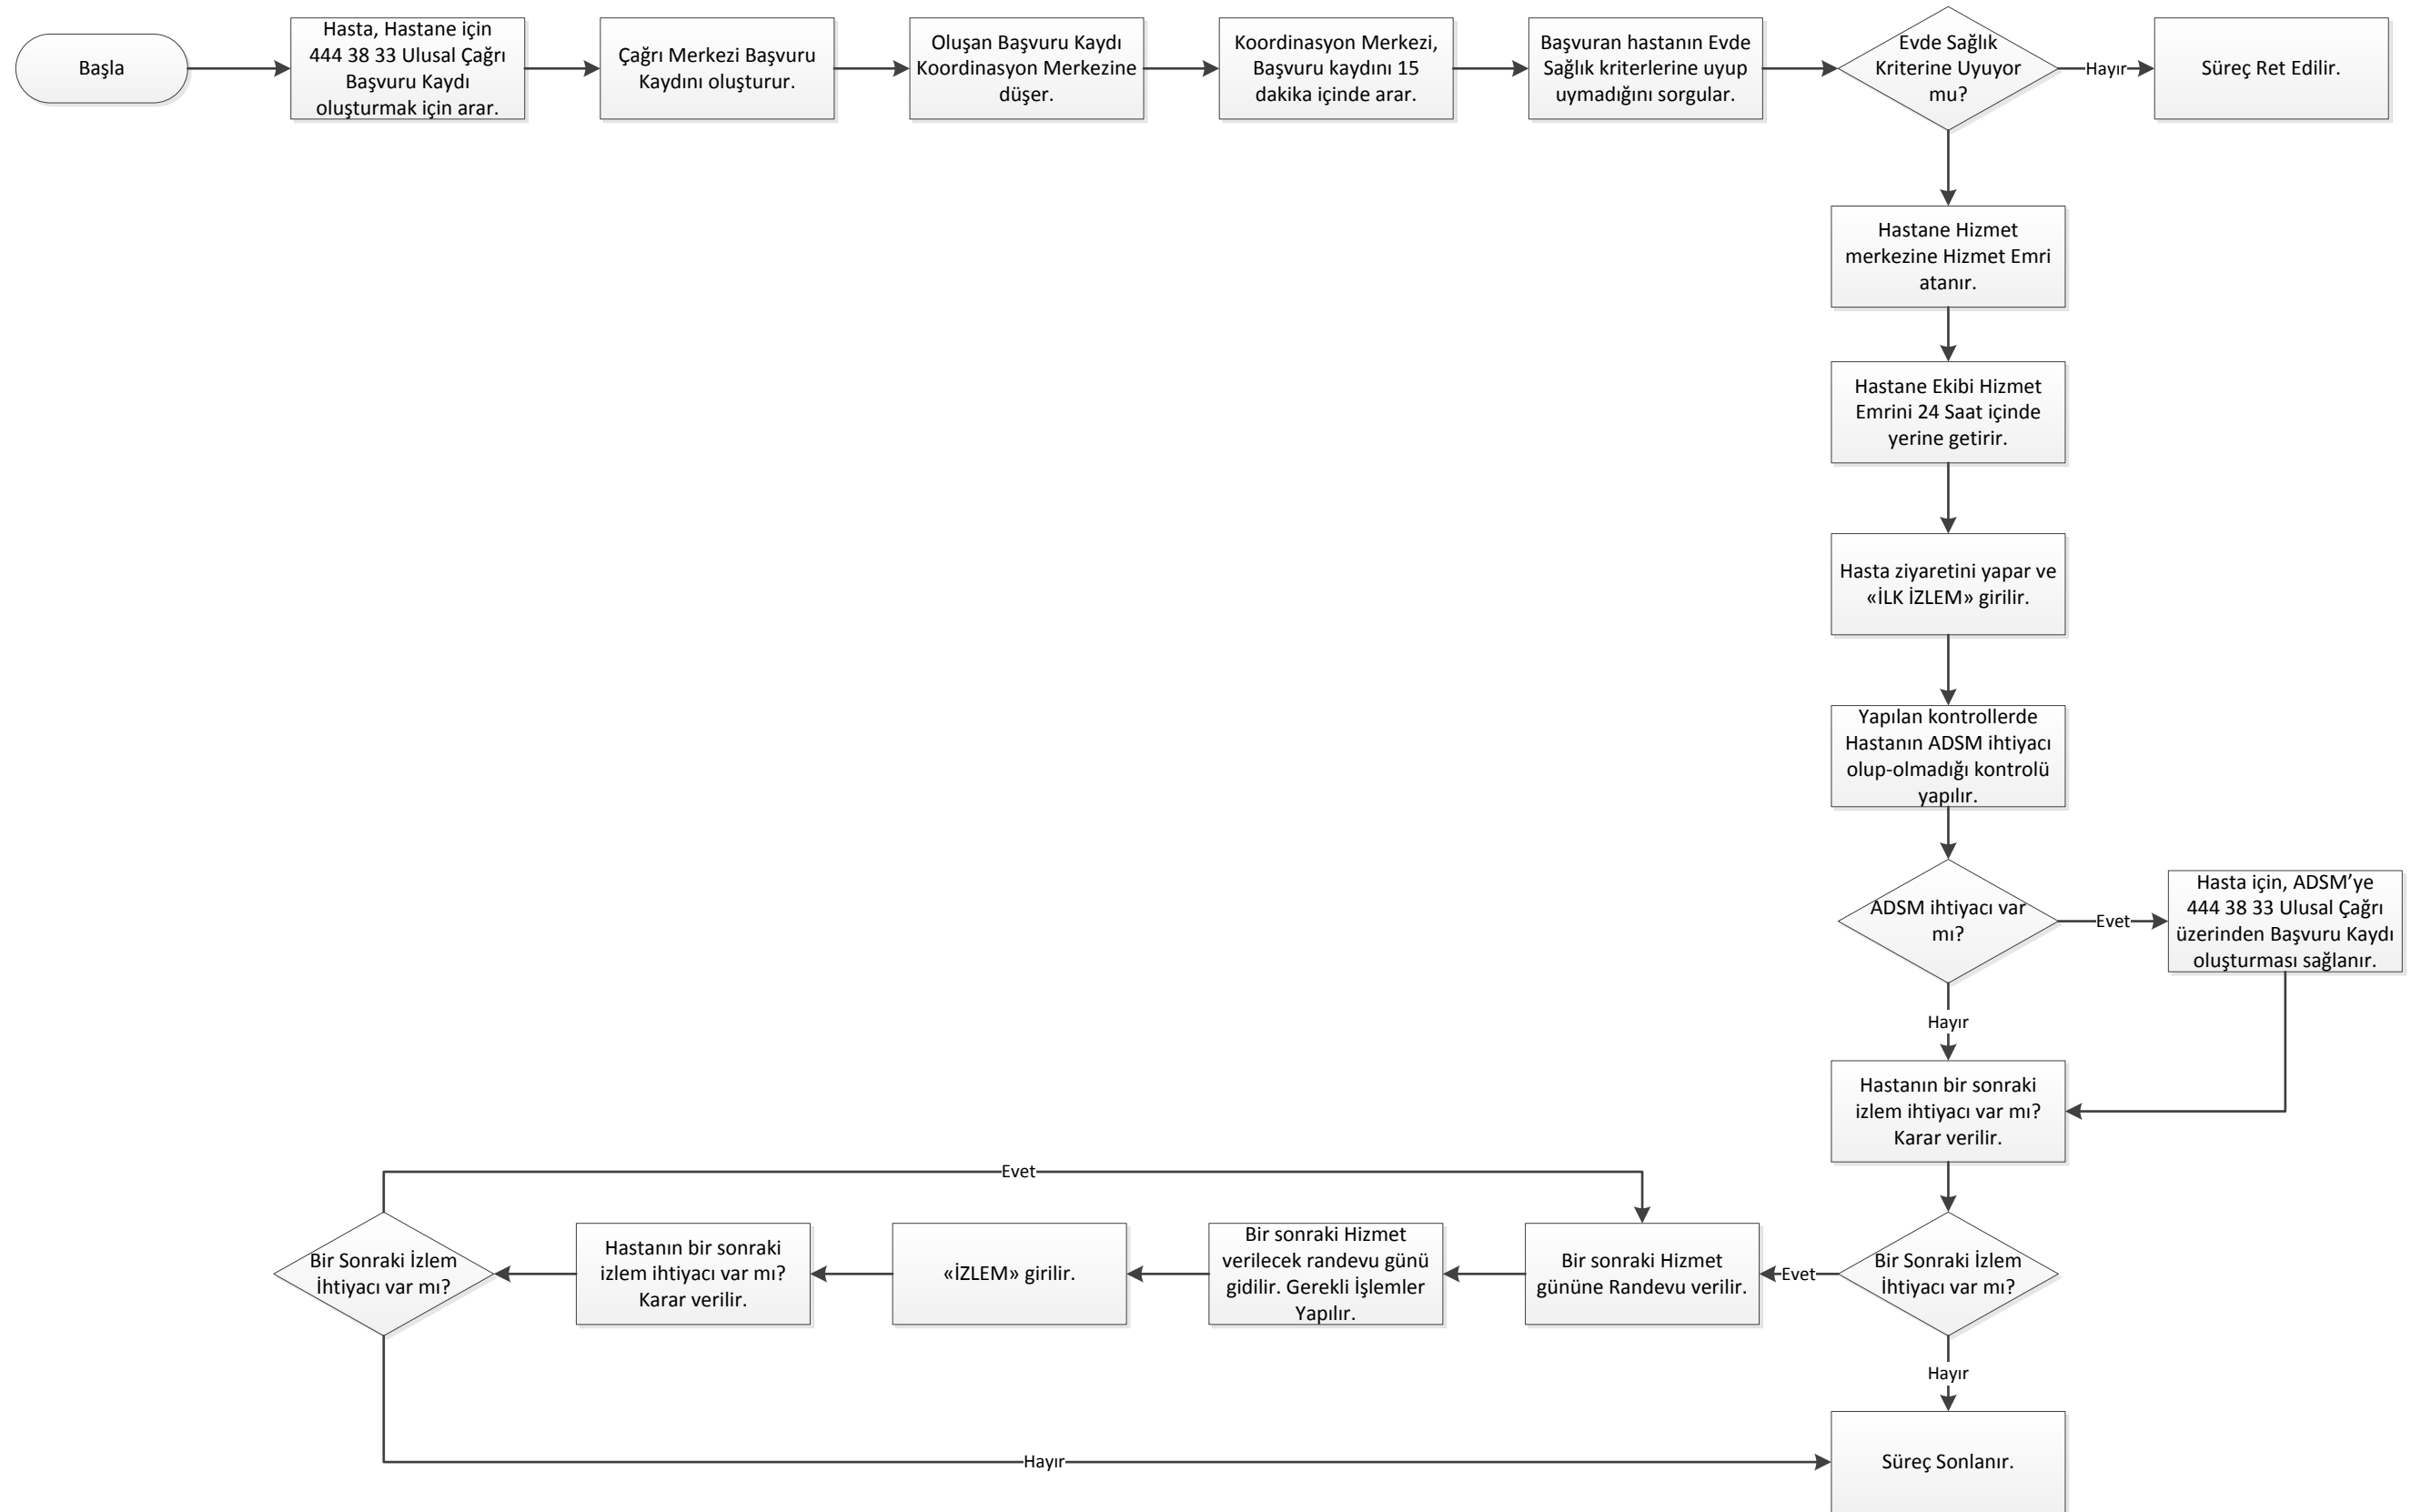 Başla
Hasta, Hastane için
444 38 33 Ulusal Çağrı
Başvuru Kaydı
oluşturmak için arar.
Çağrı Merkezi Başvuru
Kaydını oluşturur.
Oluşan Başvuru Kaydı
Koordinasyon Merkezine
düşer.
Koordinasyon Merkezi,
Başvuru kaydını 15
dakika içinde arar.
Başvuran hastanın Evde
Sağlık kriterlerine uyup
uymadığını sorgular.
Evde Sağlık
Kriterine Uyuyor
mu?
Hayır
Süreç Ret Edilir.
Hastane Hizmet
merkezine Hizmet Emri
atanır.
Hastane Ekibi Hizmet
Emrini 24 Saat içinde
yerine getirir.
Hasta ziyaretini yapar ve
«İLK İZLEM» girilir.
Yapılan kontrollerde
Hastanın ADSM ihtiyacı
olup-olmadığı kontrolü
yapılır.
ADSM ihtiyacı var
mı?
Evet
Hasta için, ADSM’ye
444 38 33 Ulusal Çağrı
üzerinden Başvuru Kaydı
oluşturması sağlanır.
Hayır
Hastanın bir sonraki
izlem ihtiyacı var mı?
Karar verilir.
Bir Sonraki İzlem
İhtiyacı var mı?
Evet
Bir sonraki Hizmet
gününe Randevu verilir.
Bir sonraki Hizmet
verilecek randevu günü
gidilir. Gerekli İşlemler
Yapılır.
«İZLEM» girilir.
Hastanın bir sonraki
izlem ihtiyacı var mı?
Karar verilir.
Bir Sonraki İzlem
İhtiyacı var mı?
Evet
Hayır
Hayır
Süreç Sonlanır.